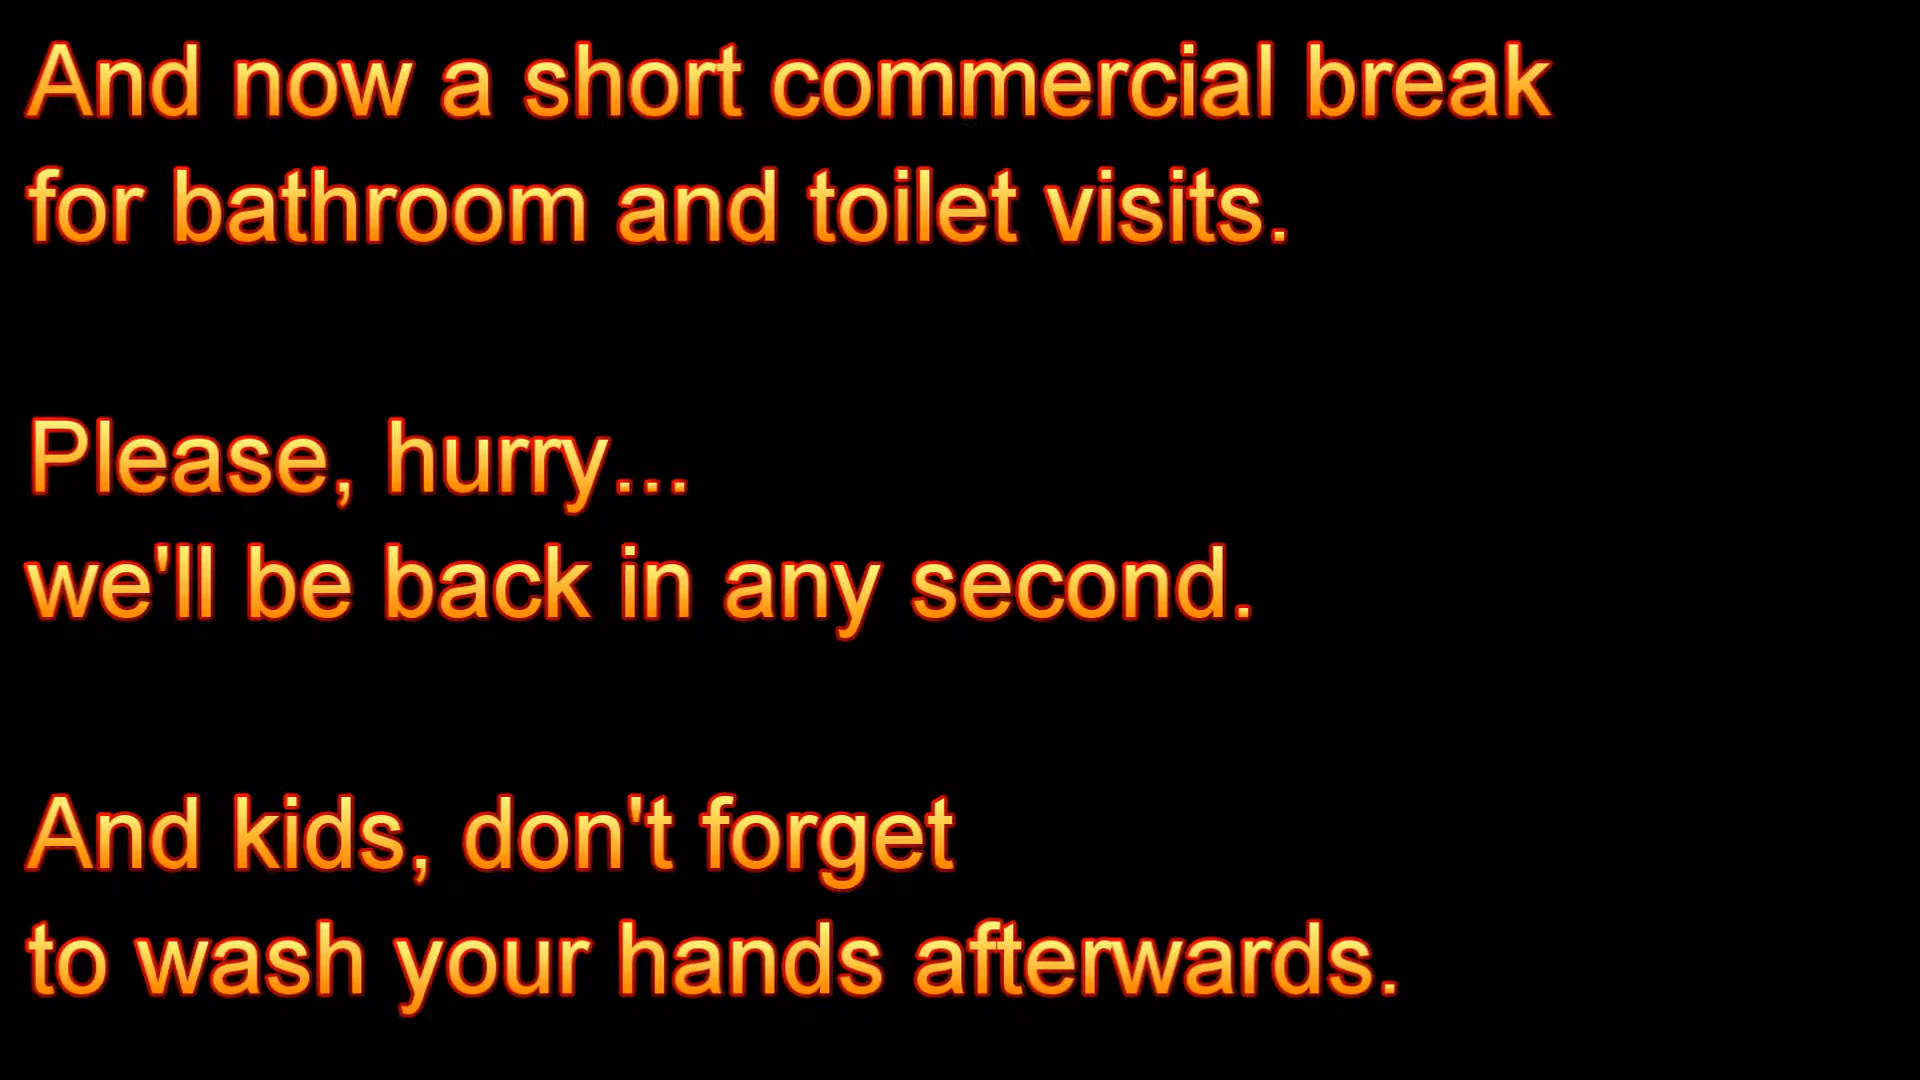 And now a short commercial break
for bathroom and toilet visits.
Please, hurry...
we'll be back in any second.
And kids, don't forget
to wash your hands afterwards.